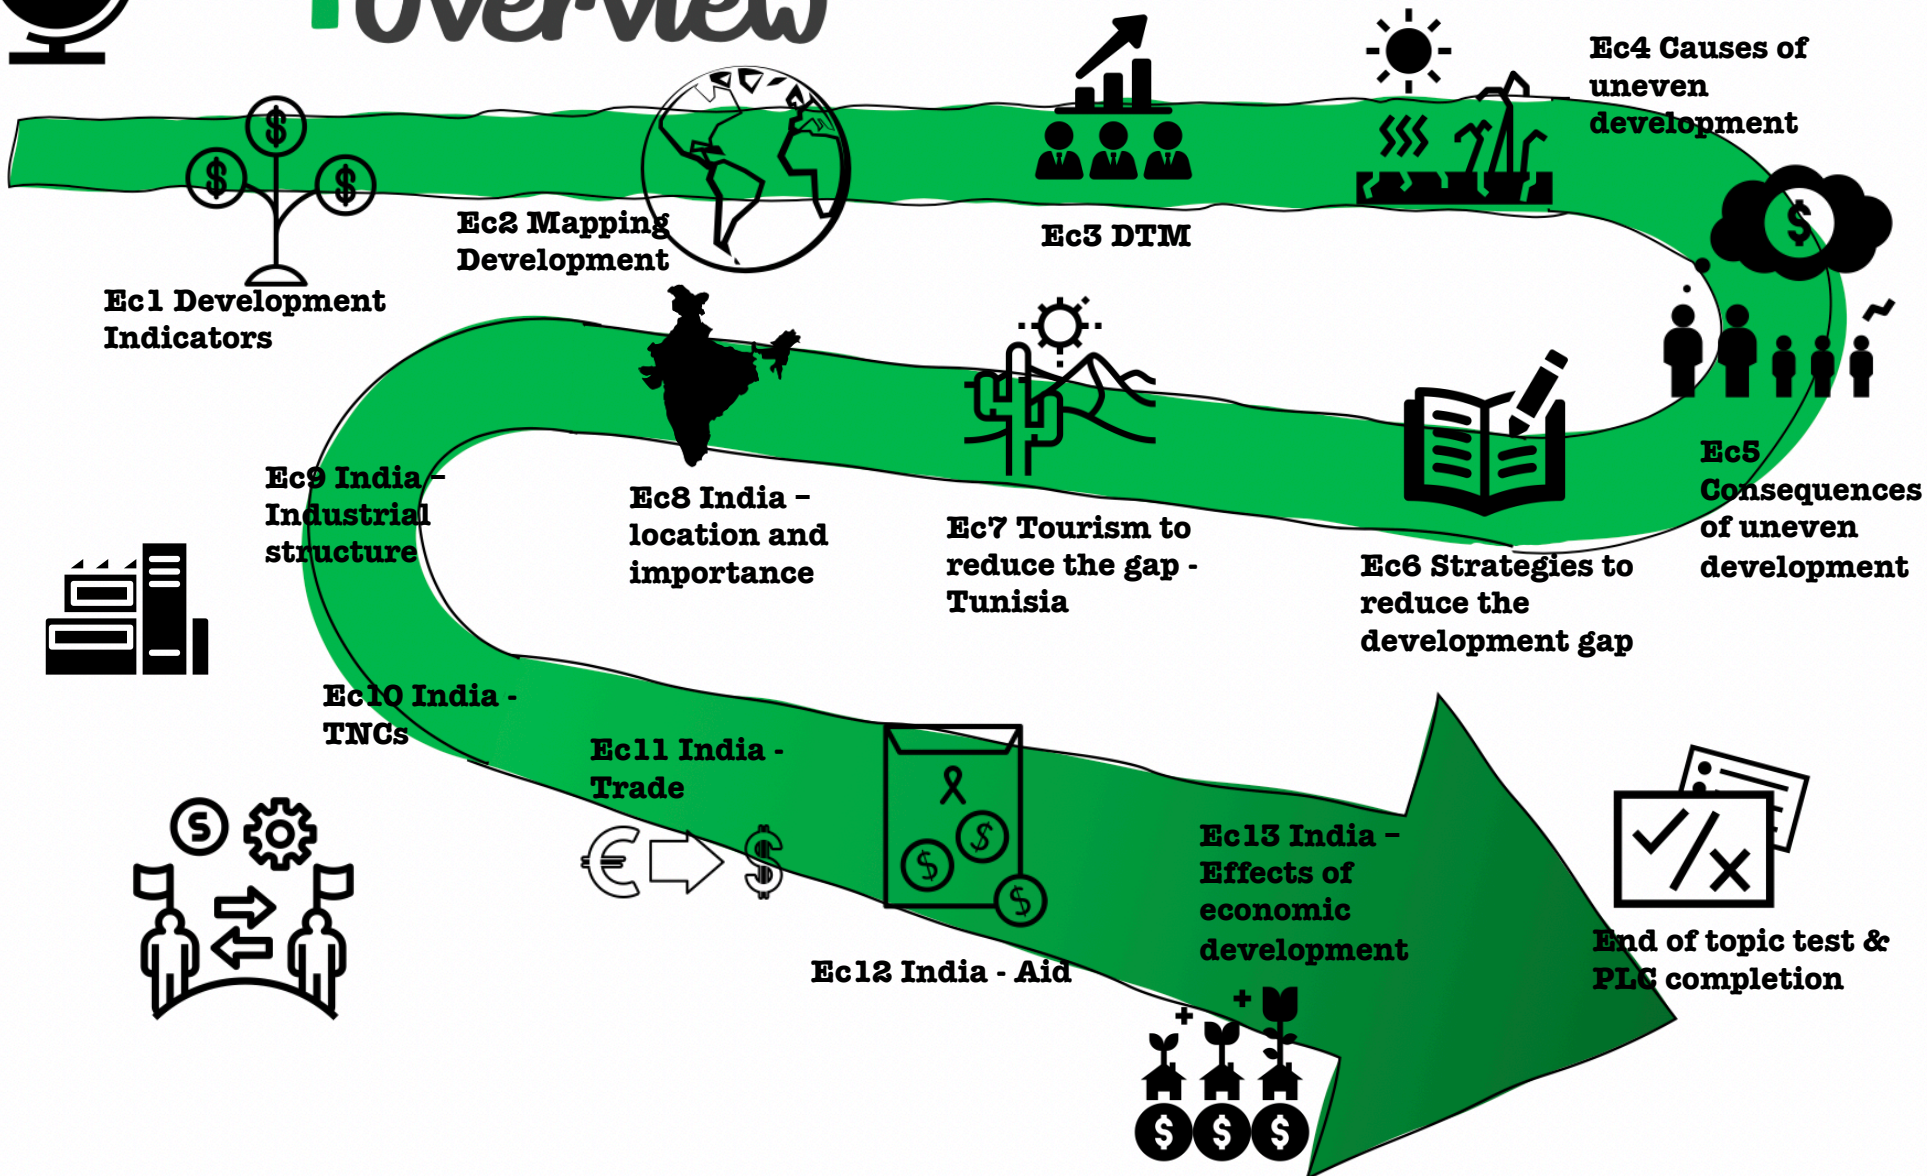 overview
Ec4 Causes of
uneven
development
Ec2 Mapping
Development
Ec3 DTM
Ec1 Development
Indicators
Ec5
Consequences
of uneven
development
Ec9 India –
Industrial
structure
Ec8 India –
location and
importance
Ec7 Tourism to
reduce the gap -
Tunisia
Ec6 Strategies to
reduce the
development gap
Ec10 India -
TNCs
Ec11 India -
Trade
Ec13 India –
Effects of
economic
development
Ec12 India - Aid
End of topic test &
PLC completion